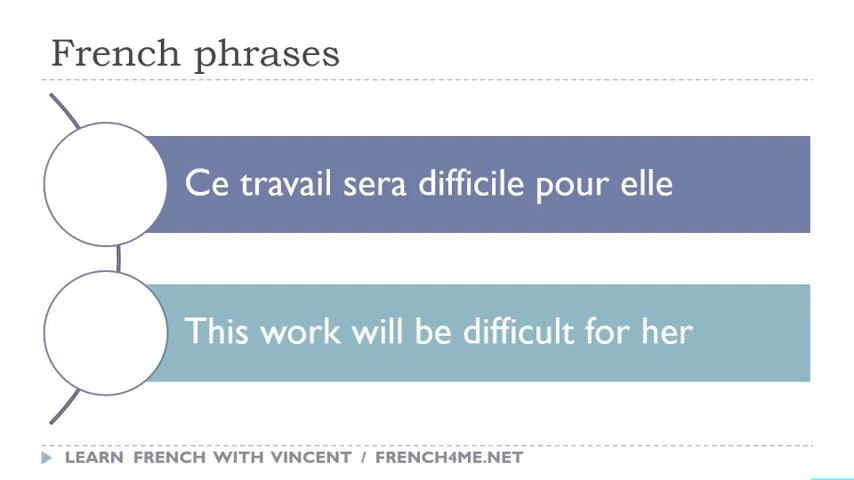 French phrases
Ce travail sera difficile pour elle
This work will be difficult for her
LEARN FRENCH WITH VINCENT / FRENCH4ME.NET